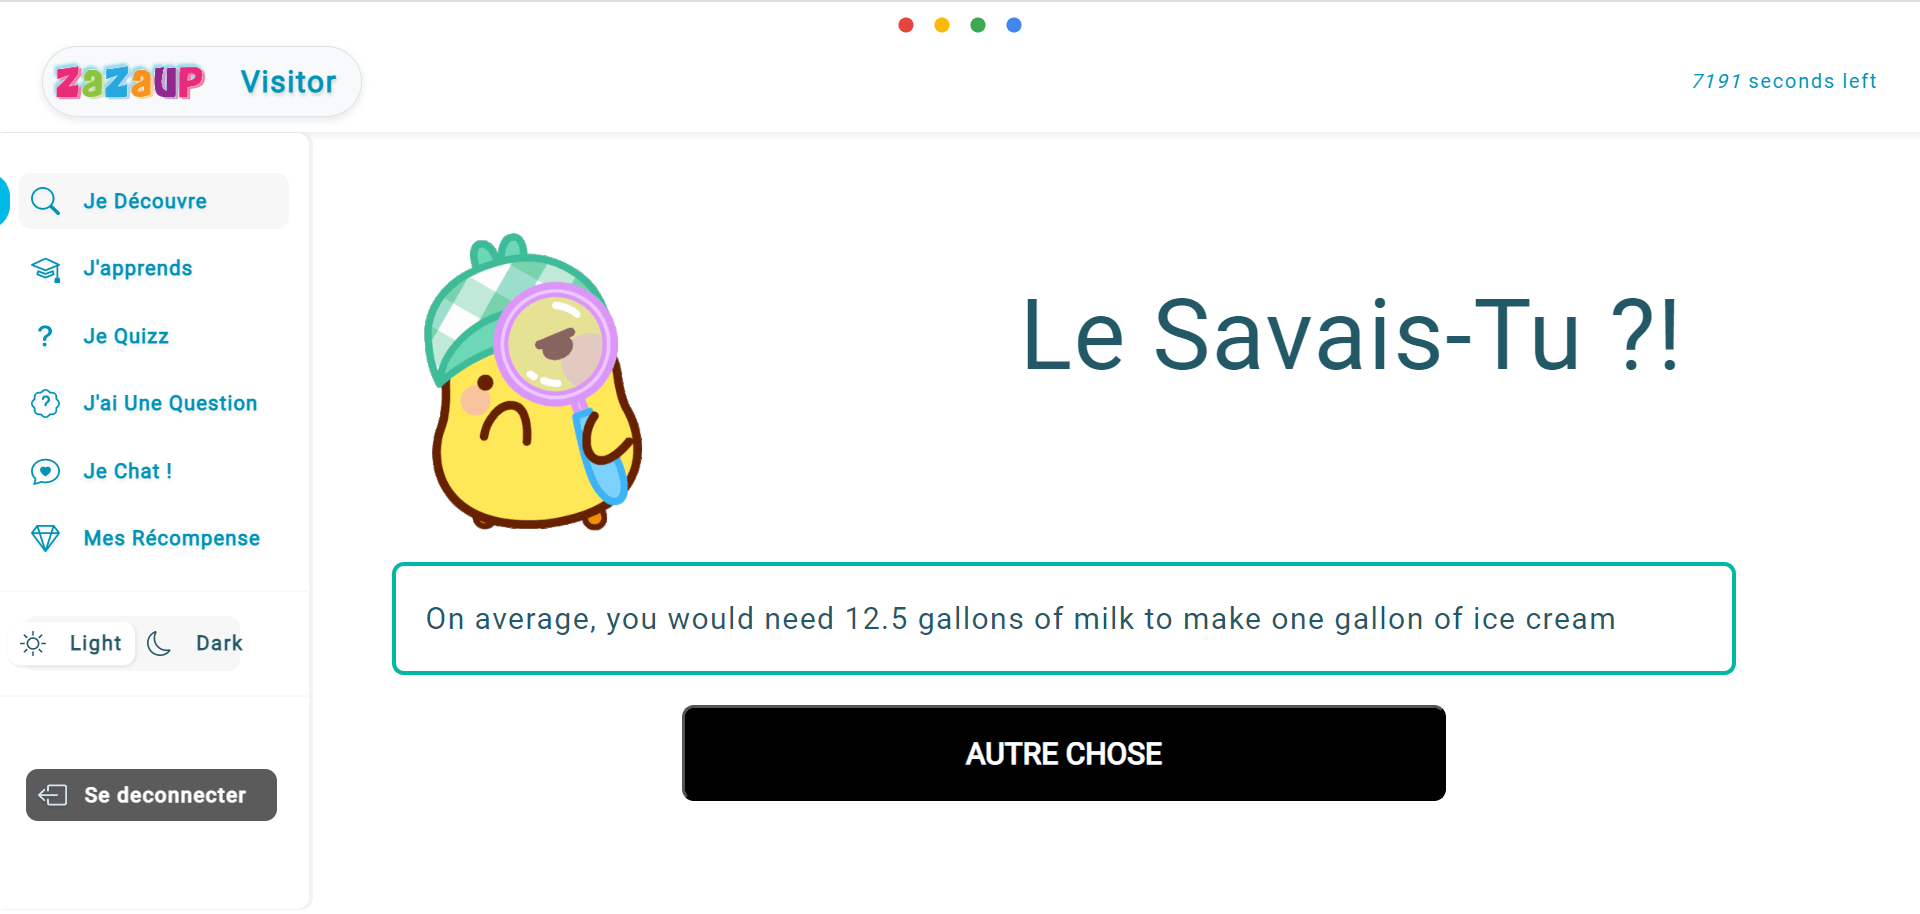 ZaZaUP Visitor
7191 seconds left
Je Découvre
J'apprends
Je Quizz
J'ai Une Question
Je Chat !
Mes Récompense
Light Dark
Se deconnecter
Le Savais-Tu ?!
On average, you would need 12.5 gallons of milk to make one gallon of ice cream
AUTRE CHOSE